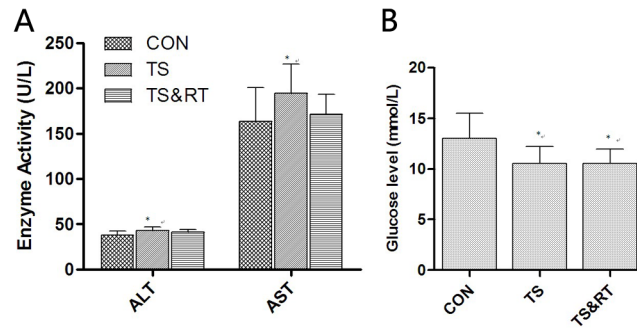 A
Enzyme Activity (U/L)
250
200
150
100
50
0
CON
TS
TS&RT
*
*
ALT
AST
B
Glucose level (mmol/L)
20
15
10
5
0
*
*
CON
TS
TS&RT